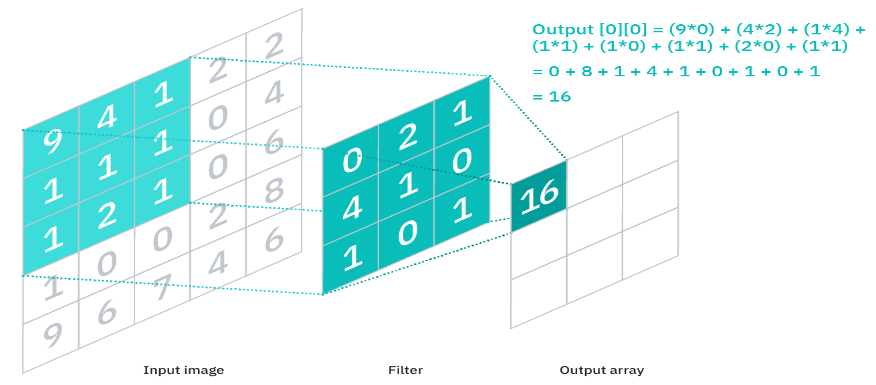 Output [0][0] = (9*0) + (4*2) + (1*4) +
(1*1) + (1*0) + (1*1) + (2*0) + (1*1)
= 0 + 8 + 1 + 4 + 1 + 0 + 1 + 0 + 1
= 16
9 4 1 2 2
1 1 1 0 4
1 2 1 0 6
1 0 0 2 8
9 6 7 4 6
0 2 1
4 1 0
1 0 1
16
Input image
Filter
Output array